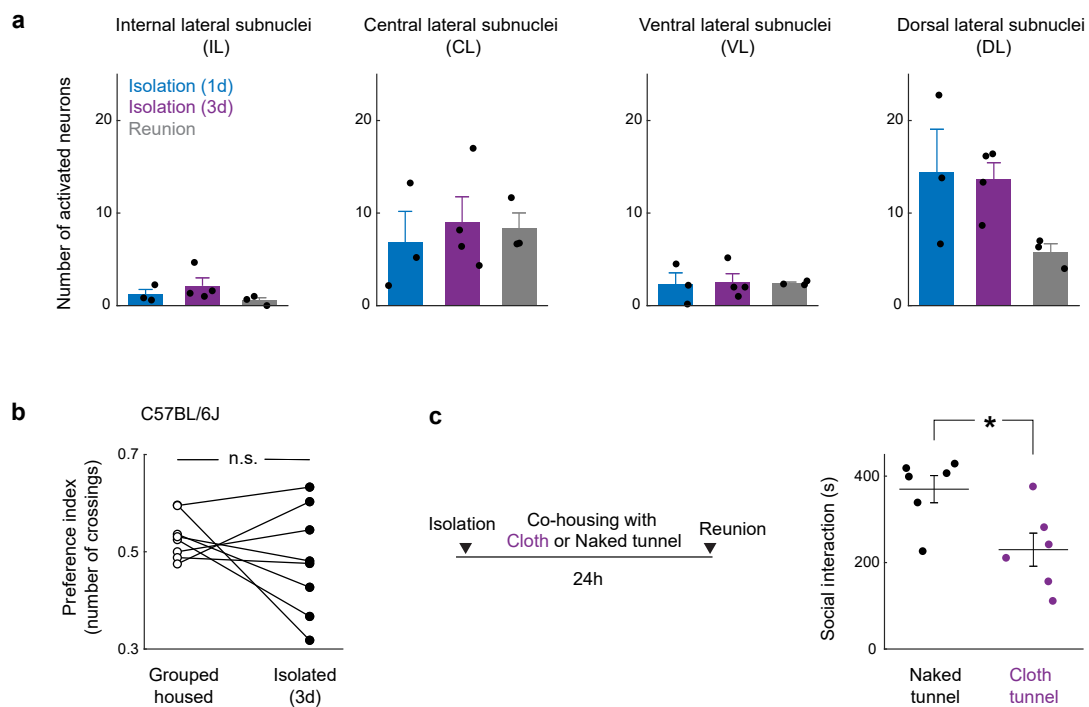 a
Internal lateral subnuclei
(IL)
Central lateral subnuclei
(CL)
Ventral lateral subnuclei
(VL)
Dorsal lateral subnuclei
(DL)
Number of activated neurons
20
10
0
Isolation (1d)
Isolation (3d)
Reunion
20
10
0
20
10
0
20
10
0
b
C57BL/6J
Preference index
(number of crossings)
0.7
0.5
0.3
n.s.
Grouped
housed
Isolated
(3d)
c
Isolation
Co-housing with
Cloth or Naked tunnel
Reunion
24h
*
Social interaction (s)
400
200
0
Naked
tunnel
Cloth
tunnel